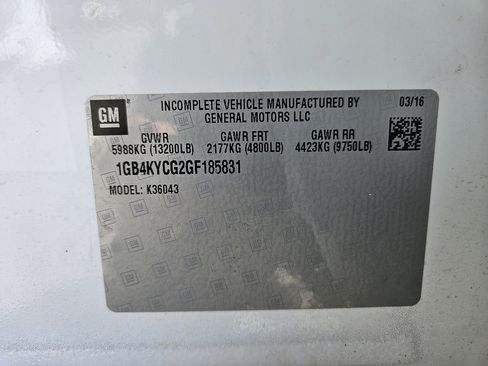 GM
INCOMPLETE VEHICLE MANUFACTURED BY
GENERAL MOTORS LLC
03/16
GVWR GAWR FRT GAWR RR
5988KG (13200LB) 2177KG (4800LB) 4423KG (9750LB)
1GB4KYCG2GF185831
MODEL: K36043